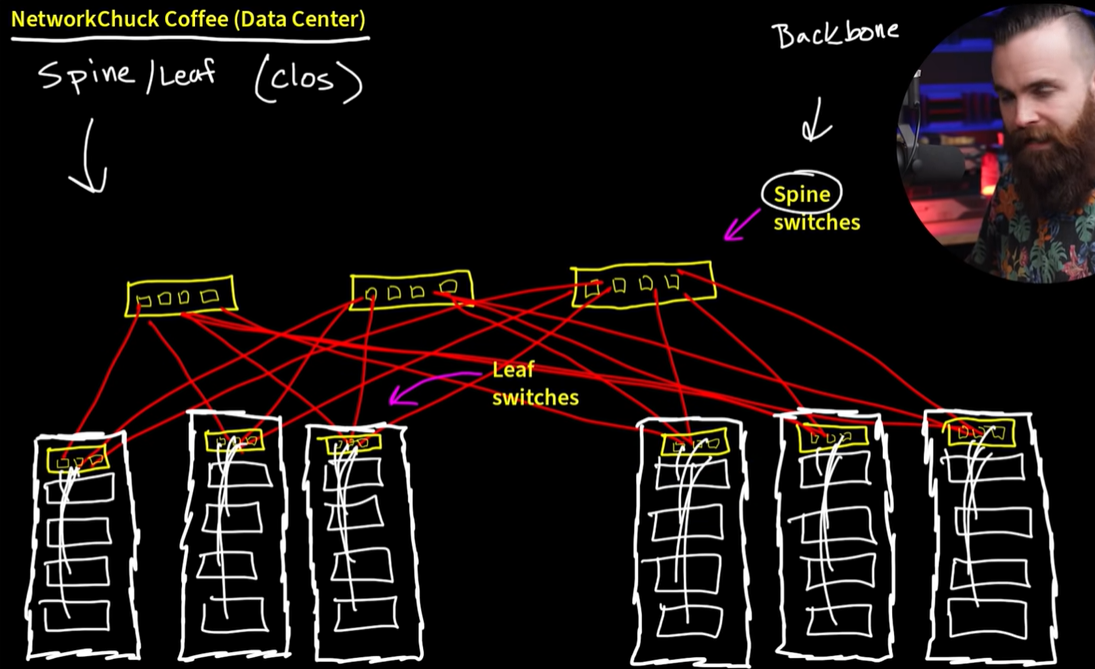 NetworkChuck Coffee (Data Center)
Spine/Leaf (clos)
Backbone
Spine
switches
Leaf
switches